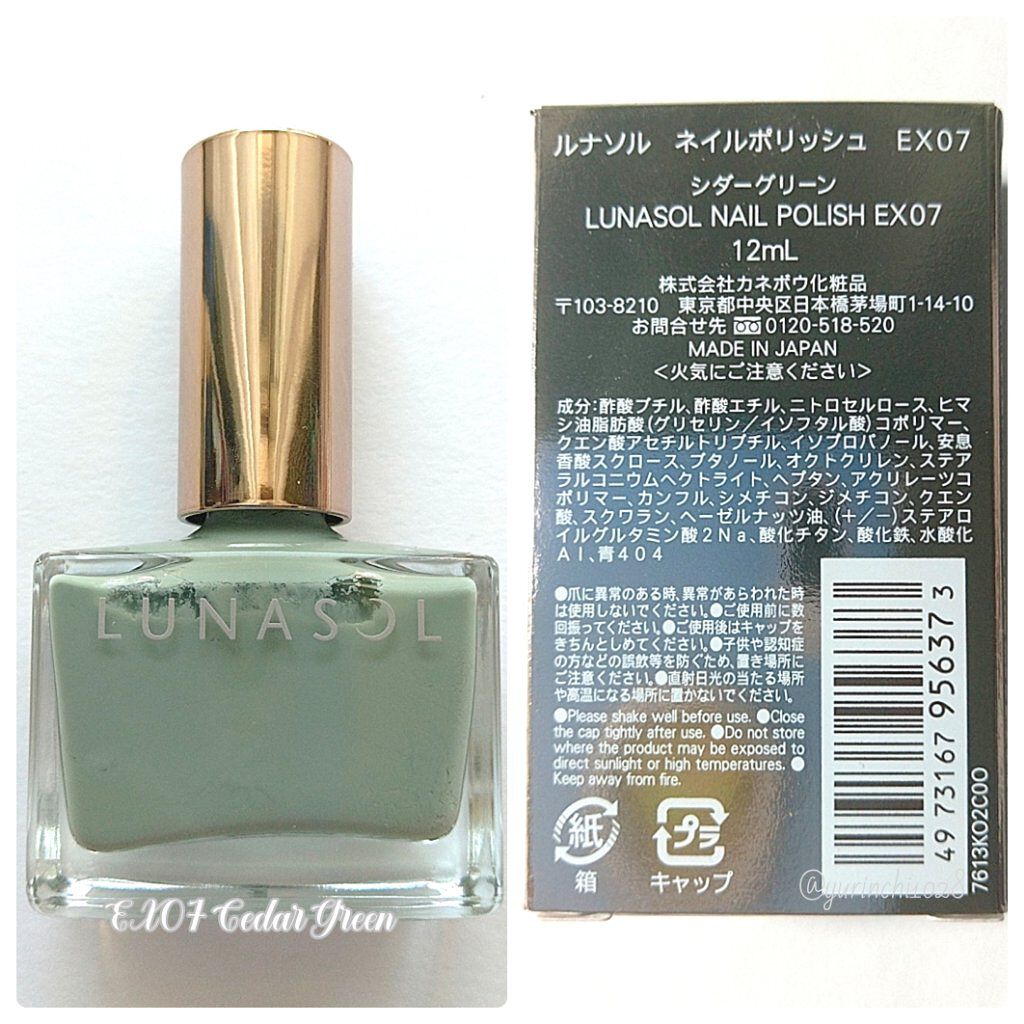 LUNASOL
EX07 Cedar Green
ルナソル ネイルポリッシュ EX07
シダーグリーン
LUNASOL NAIL POLISH EX07
12mL
株式会社カネボウ化粧品
〒103-8210 東京都中央区日本橋茅場町1-14-10
お問合せ先 0120-518-520
MADE IN JAPAN
<火気にご注意ください>
成分:酢酸ブチル、酢酸エチル、ニトロセルロース、ヒマ
シ油脂肪酸(グリセリン/イソフタル酸)コポリマー、
クエン酸アセチルトリブチル、イソプロパノール、安息
香酸スクロース、ブタノール、オクトクリレン、ステア
ラルコニウムヘクトライト、ヘプタン、アクリレーツコ
ポリマー、カンフル、シメチコン、ジメチコン、クエン
酸、スクワラン、ヘーゼルナッツ油、(+/−)ステアロ
イルグルタミン酸2Na、酸化チタン、酸化鉄、水酸化
Al、青404
●爪に異常のある時、異常があらわれた時
は使用しないでください。●ご使用前に数
回振ってください。●ご使用後はキャップを
きちんとしめてください。●子供や認知症
の方などの誤飲等を防ぐため、置き場所に
ご注意ください。●直射日光の当たる場所
や高温になる場所に置かないでください。
●Please shake well before use. ●Close
the cap tightly after use. ●Do not store
where the product may be exposed to
direct sunlight or high temperatures. ●
Keep away from fire.
紙
箱
プラ
キャップ
49 73167 956373
7613K02C00
@yurinchi1028